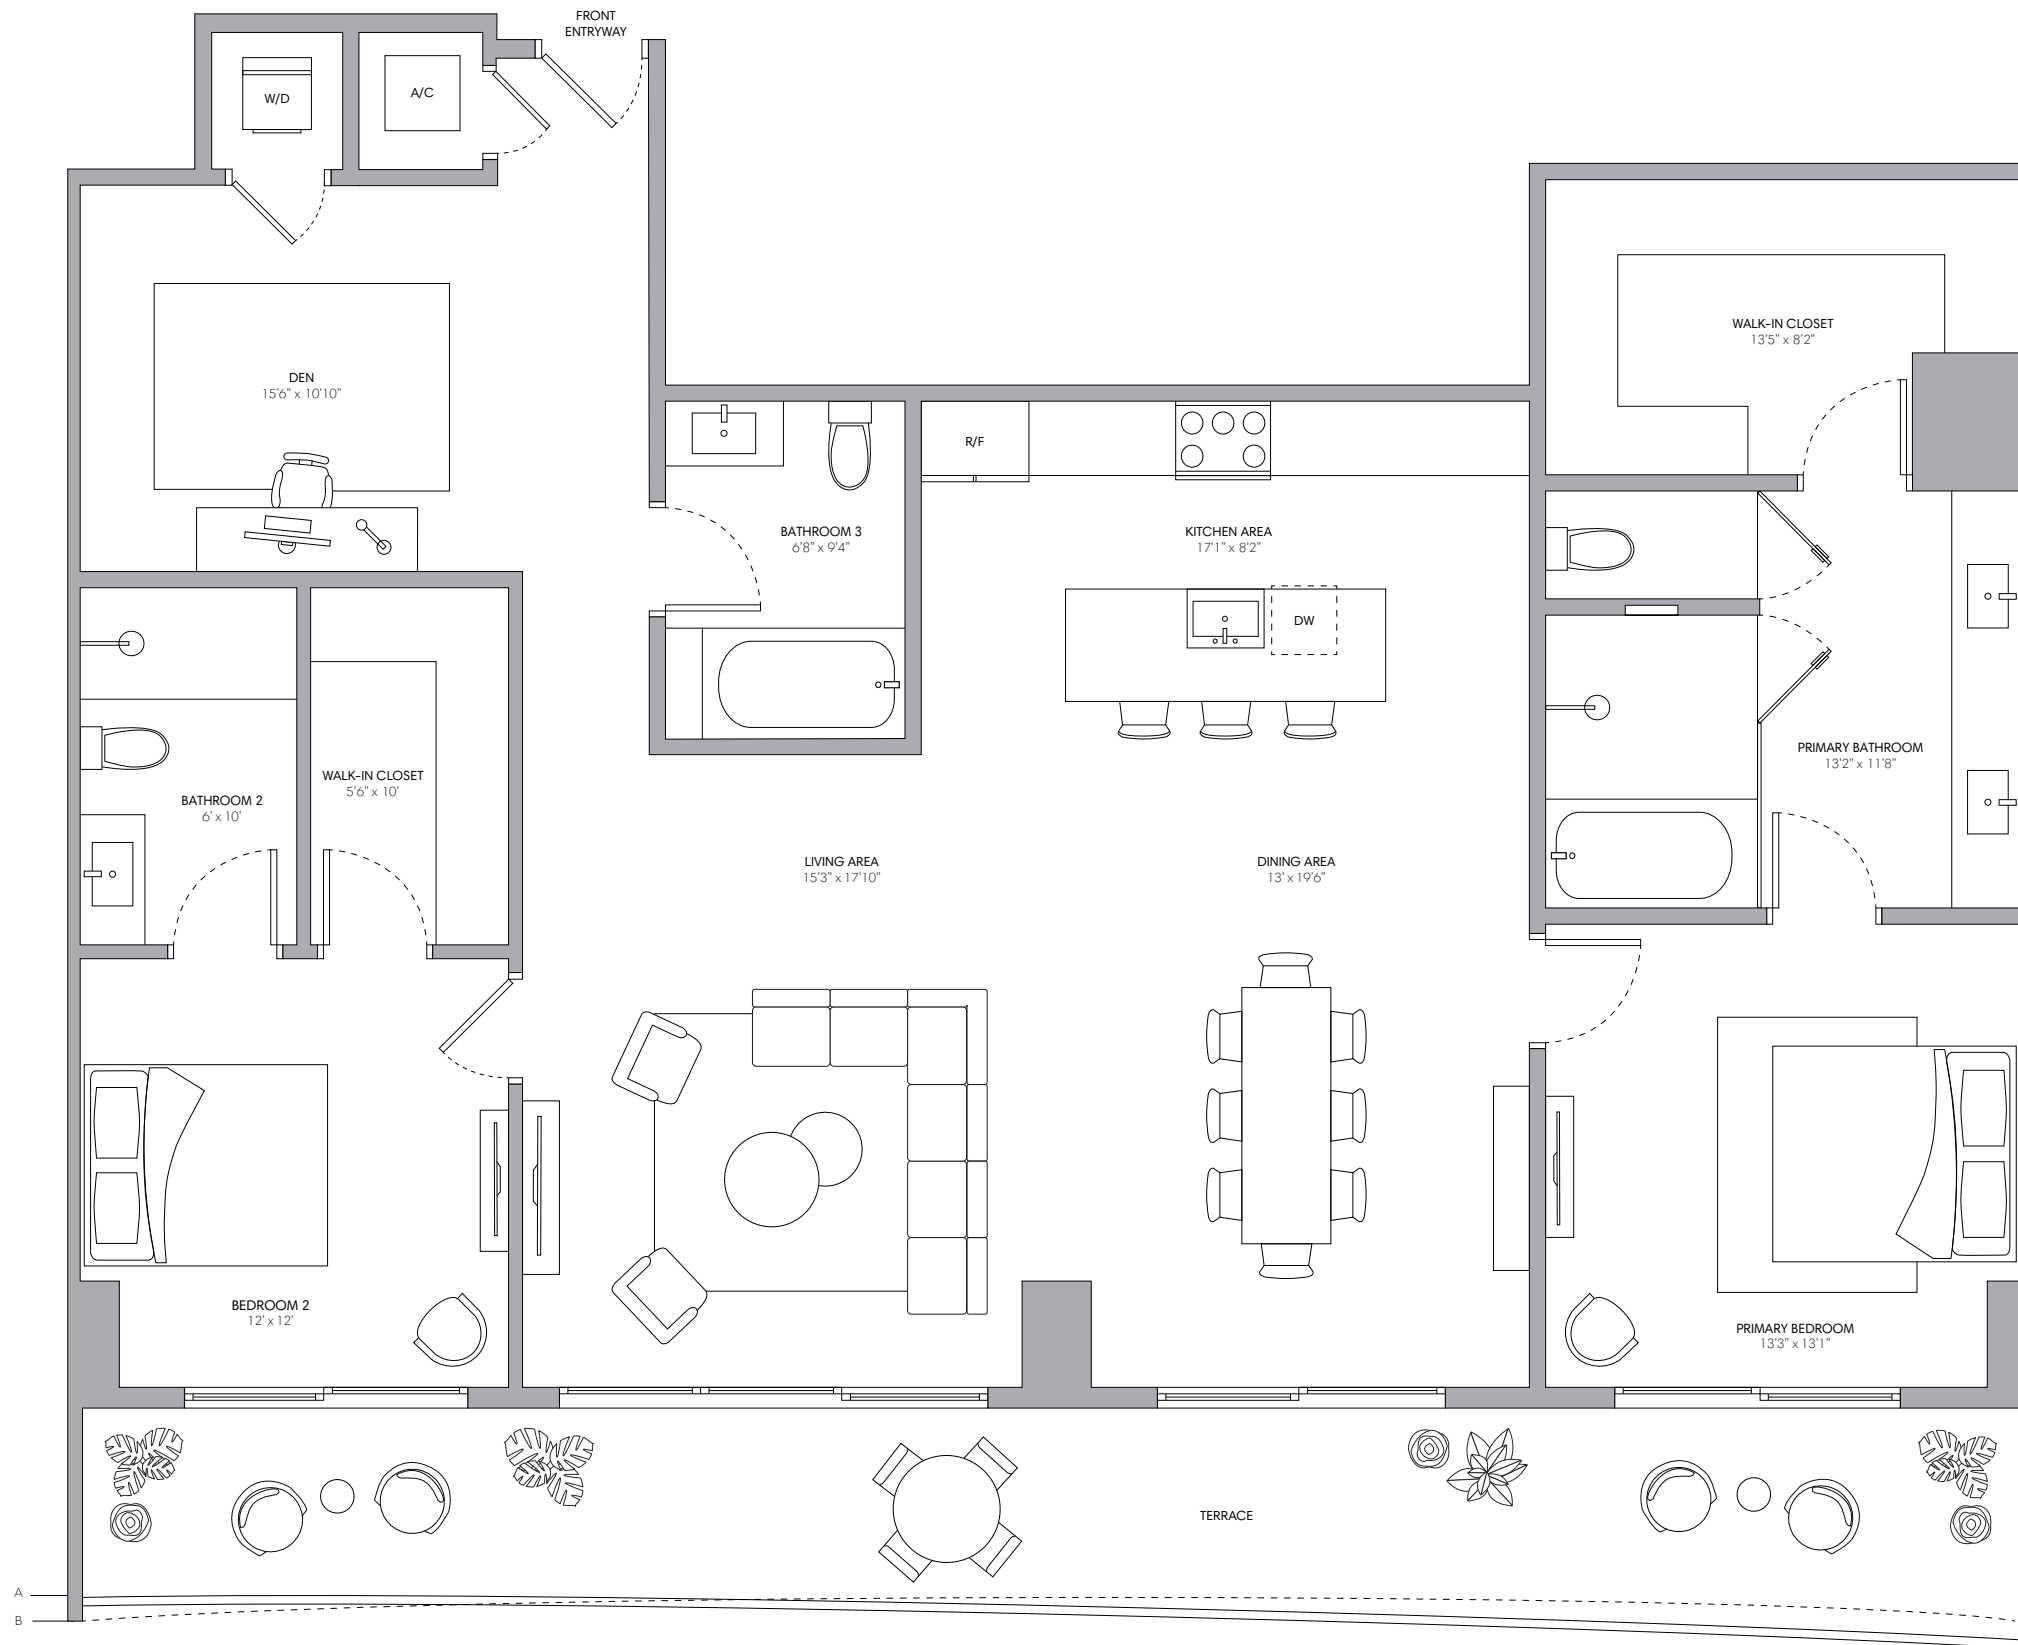 FRONT
ENTRYWAY
W/D
A/C
WALK-IN CLOSET
13'5" x 8'2"
DEN
15'6" x 10'10"
R/F
BATHROOM 3
6'8" x 9'4"
KITCHEN AREA
17'1" x 8'2"
DW
PRIMARY BATHROOM
13'2" x 11'8"
WALK-IN CLOSET
5'6" x 10'
BATHROOM 2
6' x 10'
LIVING AREA
15'3" x 17'10"
DINING AREA
13' x 19'6"
BEDROOM 2
12' x 12'
PRIMARY BEDROOM
13'3" x 13'1"
TERRACE
A
B